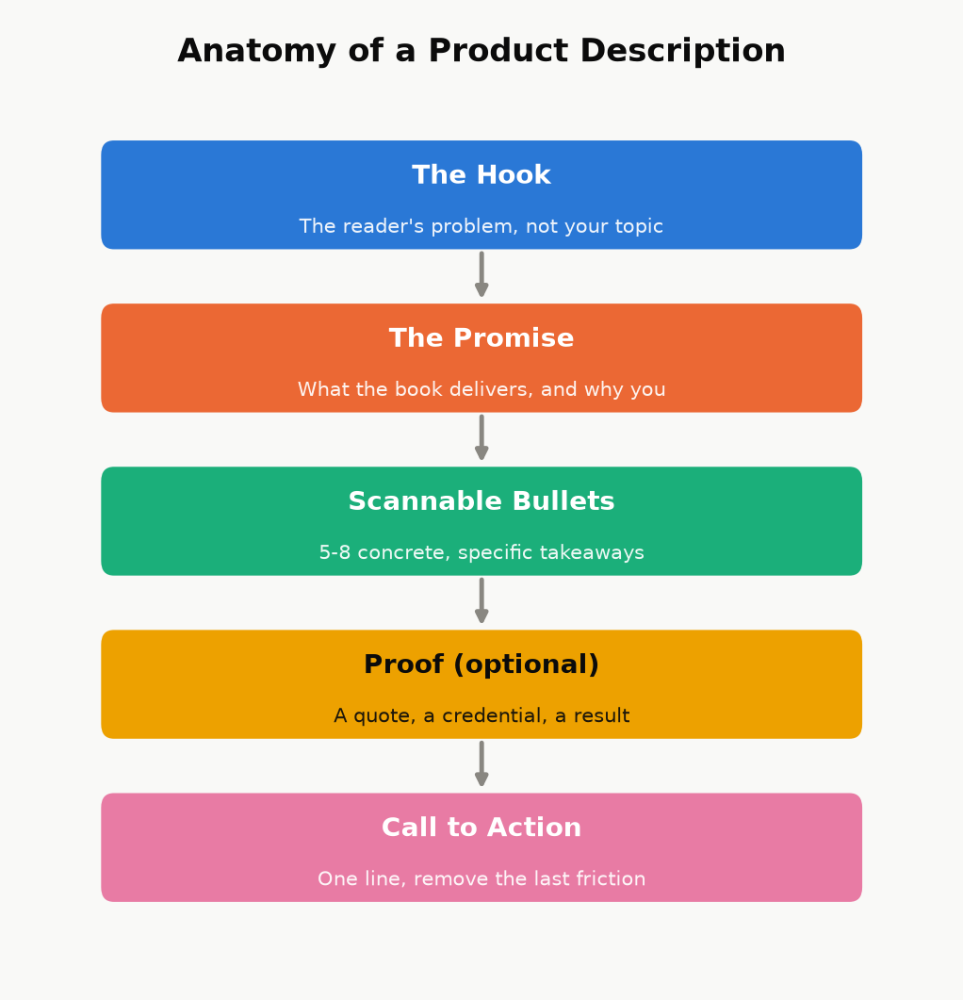 Anatomy of a Product Description
The Hook
The reader's problem, not your topic
The Promise
What the book delivers, and why you
Scannable Bullets
5-8 concrete, specific takeaways
Proof (optional)
A quote, a credential, a result
Call to Action
One line, remove the last friction